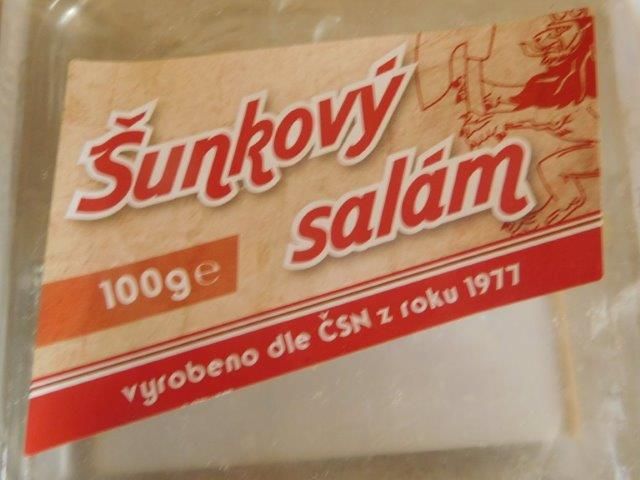 Šunkový
salám
100g℮
vyrobeno dle ČSN z roku 1977